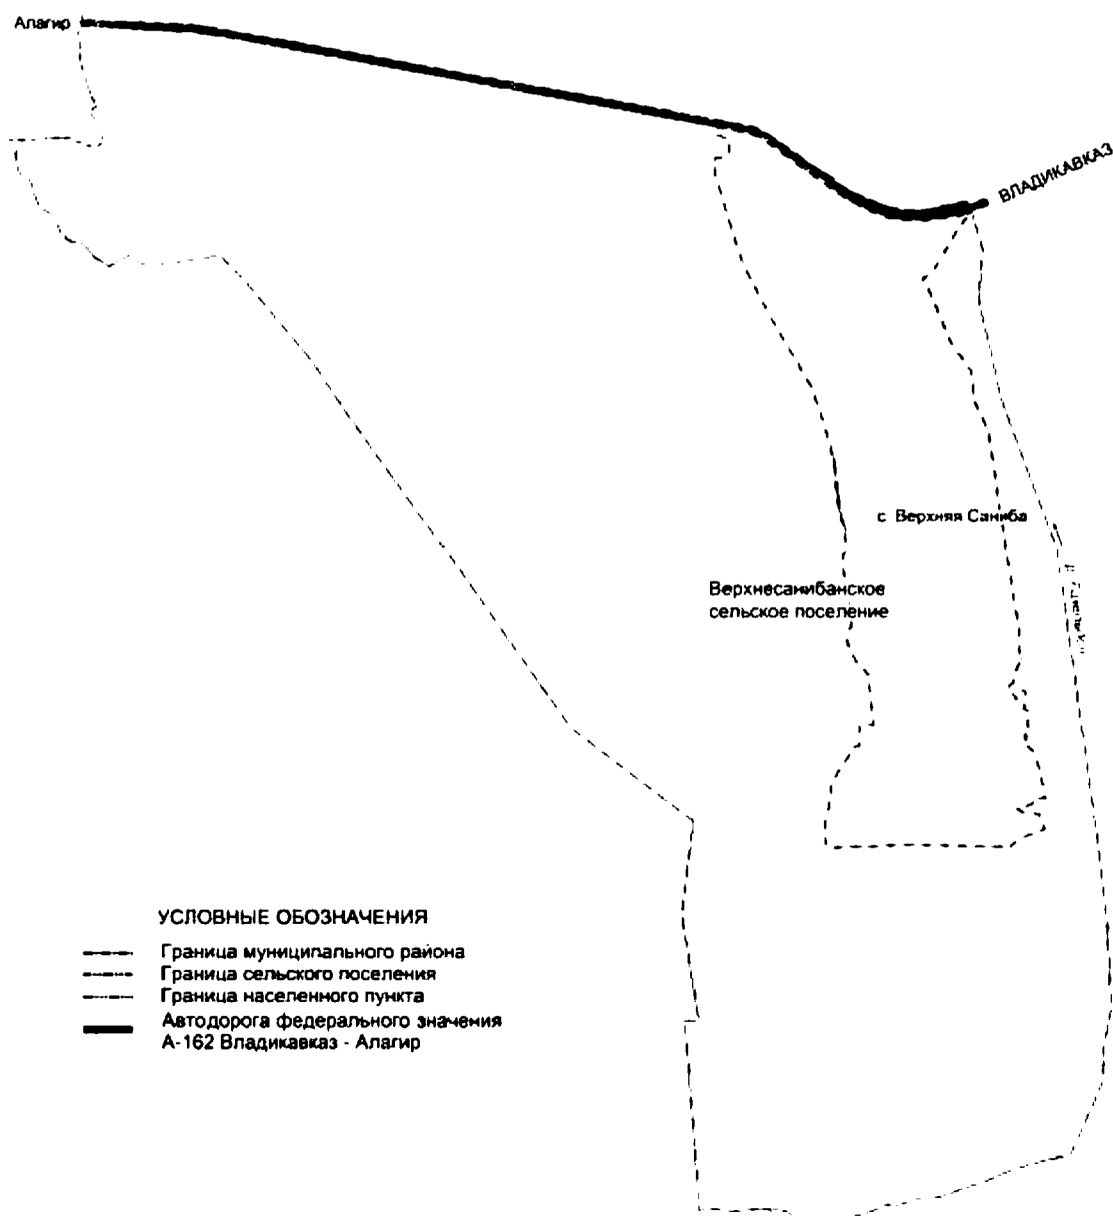 Алагир
ВЛАДИКАВКАЗ
с. Верхняя Саниба
Верхнесанибанское
сельское поселение
УСЛОВНЫЕ ОБОЗНАЧЕНИЯ
Граница муниципального района
Граница сельского поселения
Граница населенного пункта
Автодорога федерального значения
А-162 Владикавказ - Алагир